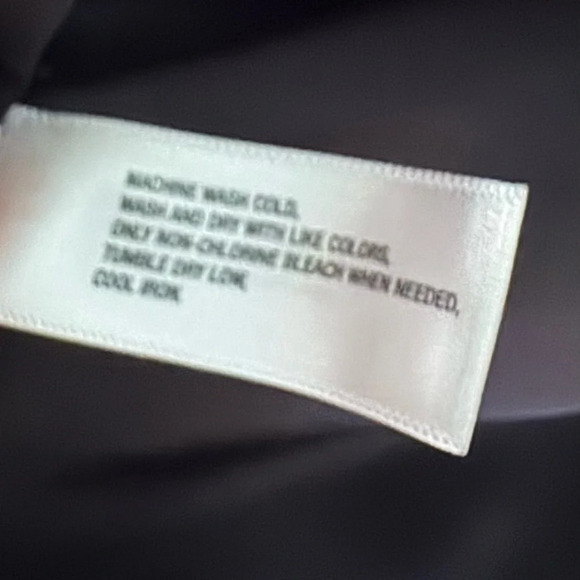 MACHINE WASH COLD,
WASH AND DRY WITH LIKE COLORS,
ONLY NON-CHLORINE BLEACH WHEN NEEDED,
TUMBLE DRY LOW,
COOL IRON.